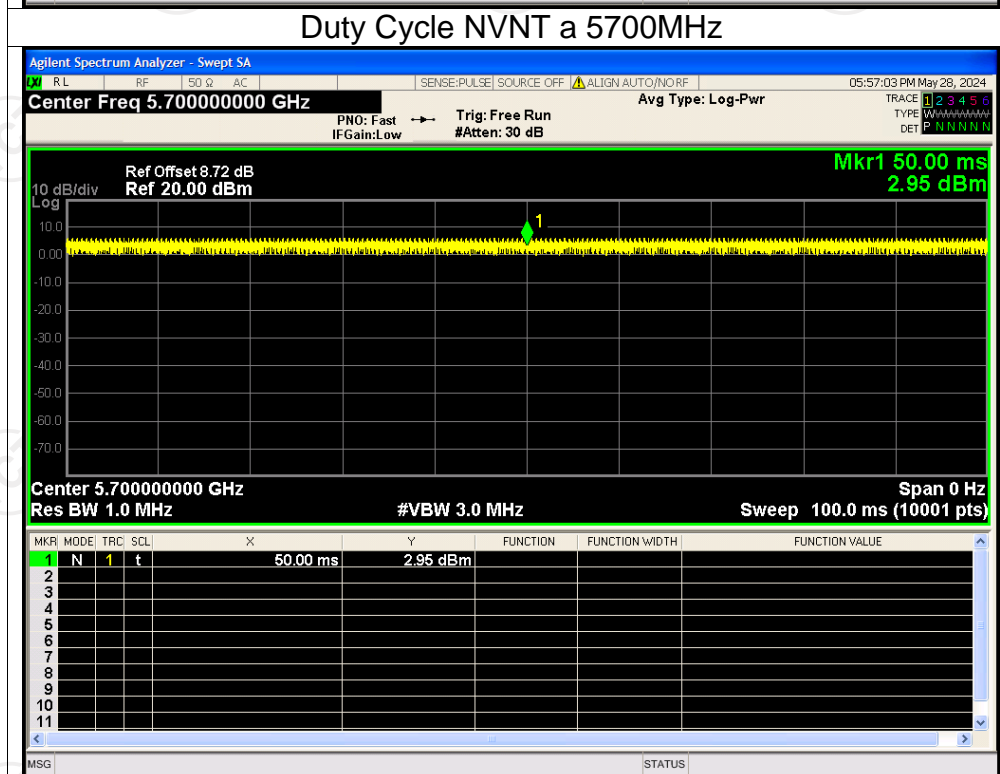 Duty Cycle NVNT a 5700MHz
Agilent Spectrum Analyzer - Swept SA
LXI RL RF 50 Ω AC SENSE:PULSE SOURCE OFF ALIGN AUTO/NO RF 05:57:03 PM May 28, 2024
Center Freq 5.700000000 GHz
PNO: Fast
IFGain:Low
Trig: Free Run
#Atten: 30 dB
Avg Type: Log-Pwr
TRACE 1 2 3 4 5 6
TYPE W
DET P N N N N N
Mkr1 50.00 ms
2.95 dBm
Ref Offset 8.72 dB
10 dB/div Ref 20.00 dBm
Log
1
10.0
0.00
-10.0
-20.0
-30.0
-40.0
-50.0
-60.0
-70.0
Center 5.700000000 GHz Span 0 Hz
Res BW 1.0 MHz #VBW 3.0 MHz Sweep 100.0 ms (10001 pts)
MKR MODE TRC SCL X Y FUNCTION FUNCTION WIDTH FUNCTION VALUE
1 N 1 t 50.00 ms 2.95 dBm
2
3
4
5
6
7
8
9
10
11
MSG STATUS